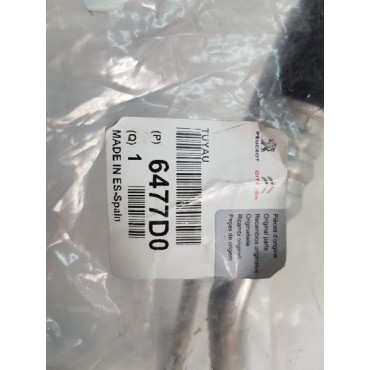 TUYAU
(P) 6477D0
(Q) 1
MADE IN ES-Spain
PEUGEOT
Pièces d'origine
Original parts
Recambios originales
Originalteile
Ricambi originali
Peças de origem